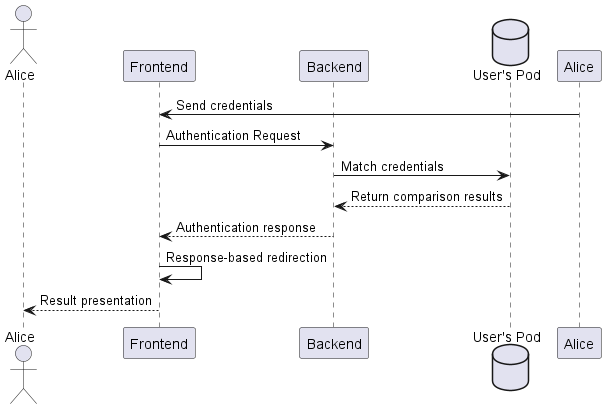 Alice
Frontend
Backend
User's Pod
Alice
Send credentials
Authentication Request
Match credentials
Return comparison results
Authentication response
Response-based redirection
Result presentation
Alice
Frontend
Backend
User's Pod
Alice